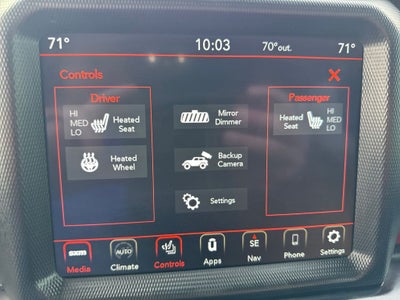 71° 10:03 70° out. 71°
Controls
Driver
Passenger
HI
MED
LO
Heated
Seat
Mirror
Dimmer
Heated
Seat
HI
MED
LO
Heated
Wheel
Backup
Camera
Settings
sxm
AUTO
SE
Media
Climate
Controls
Apps
Nav
Phone
Settings